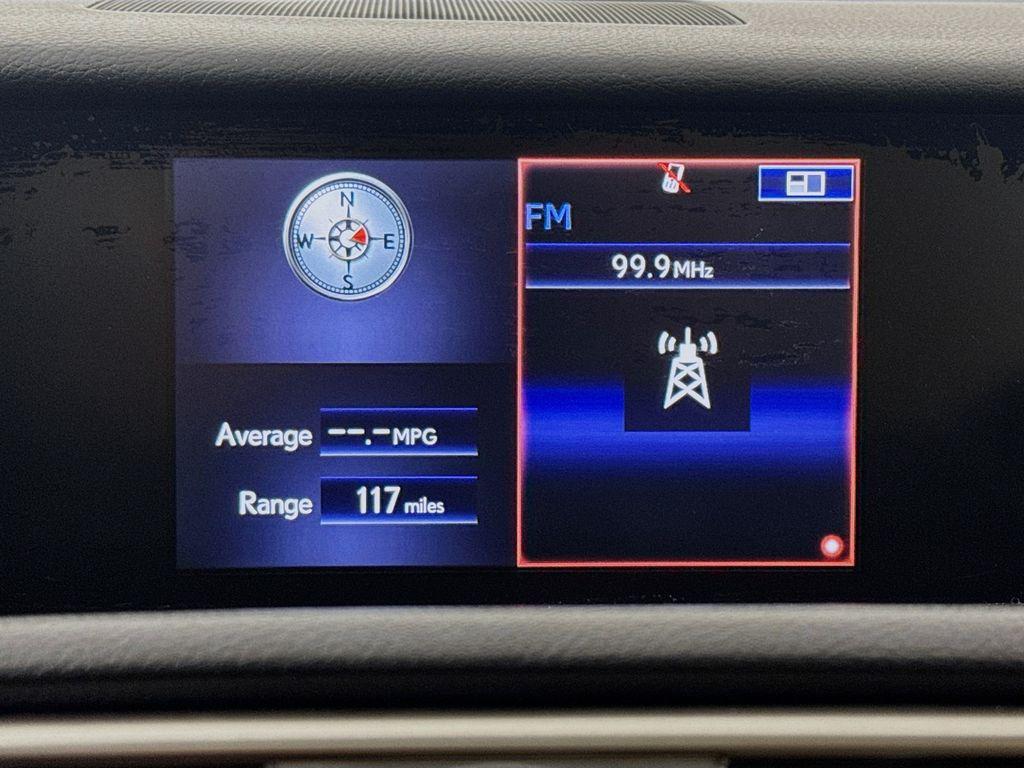 N
W E
S
Average --.-MPG
Range 117 miles
FM
99.9MHz